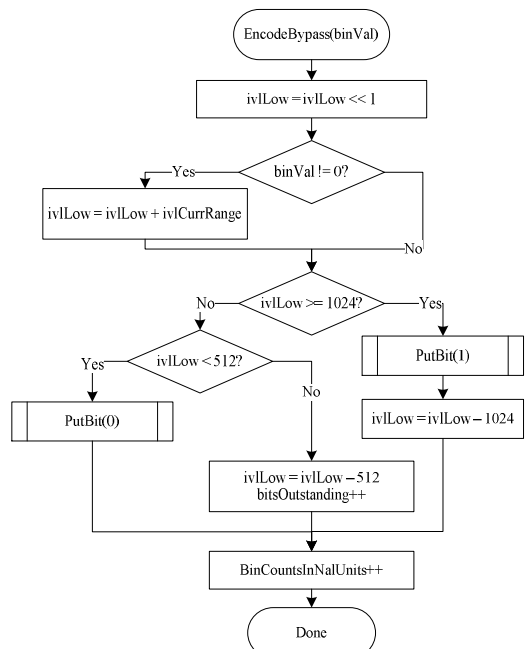 EncodeBypass(binVal)
ivlLow = ivlLow << 1
binVal != 0?
Yes
ivlLow = ivlLow + ivlCurrRange
No
ivlLow >= 1024?
No
Yes
ivlLow < 512?
PutBit(1)
Yes
No
PutBit(0)
ivlLow = ivlLow – 1024
ivlLow = ivlLow – 512
bitsOutstanding++
BinCountsInNalUnits++
Done